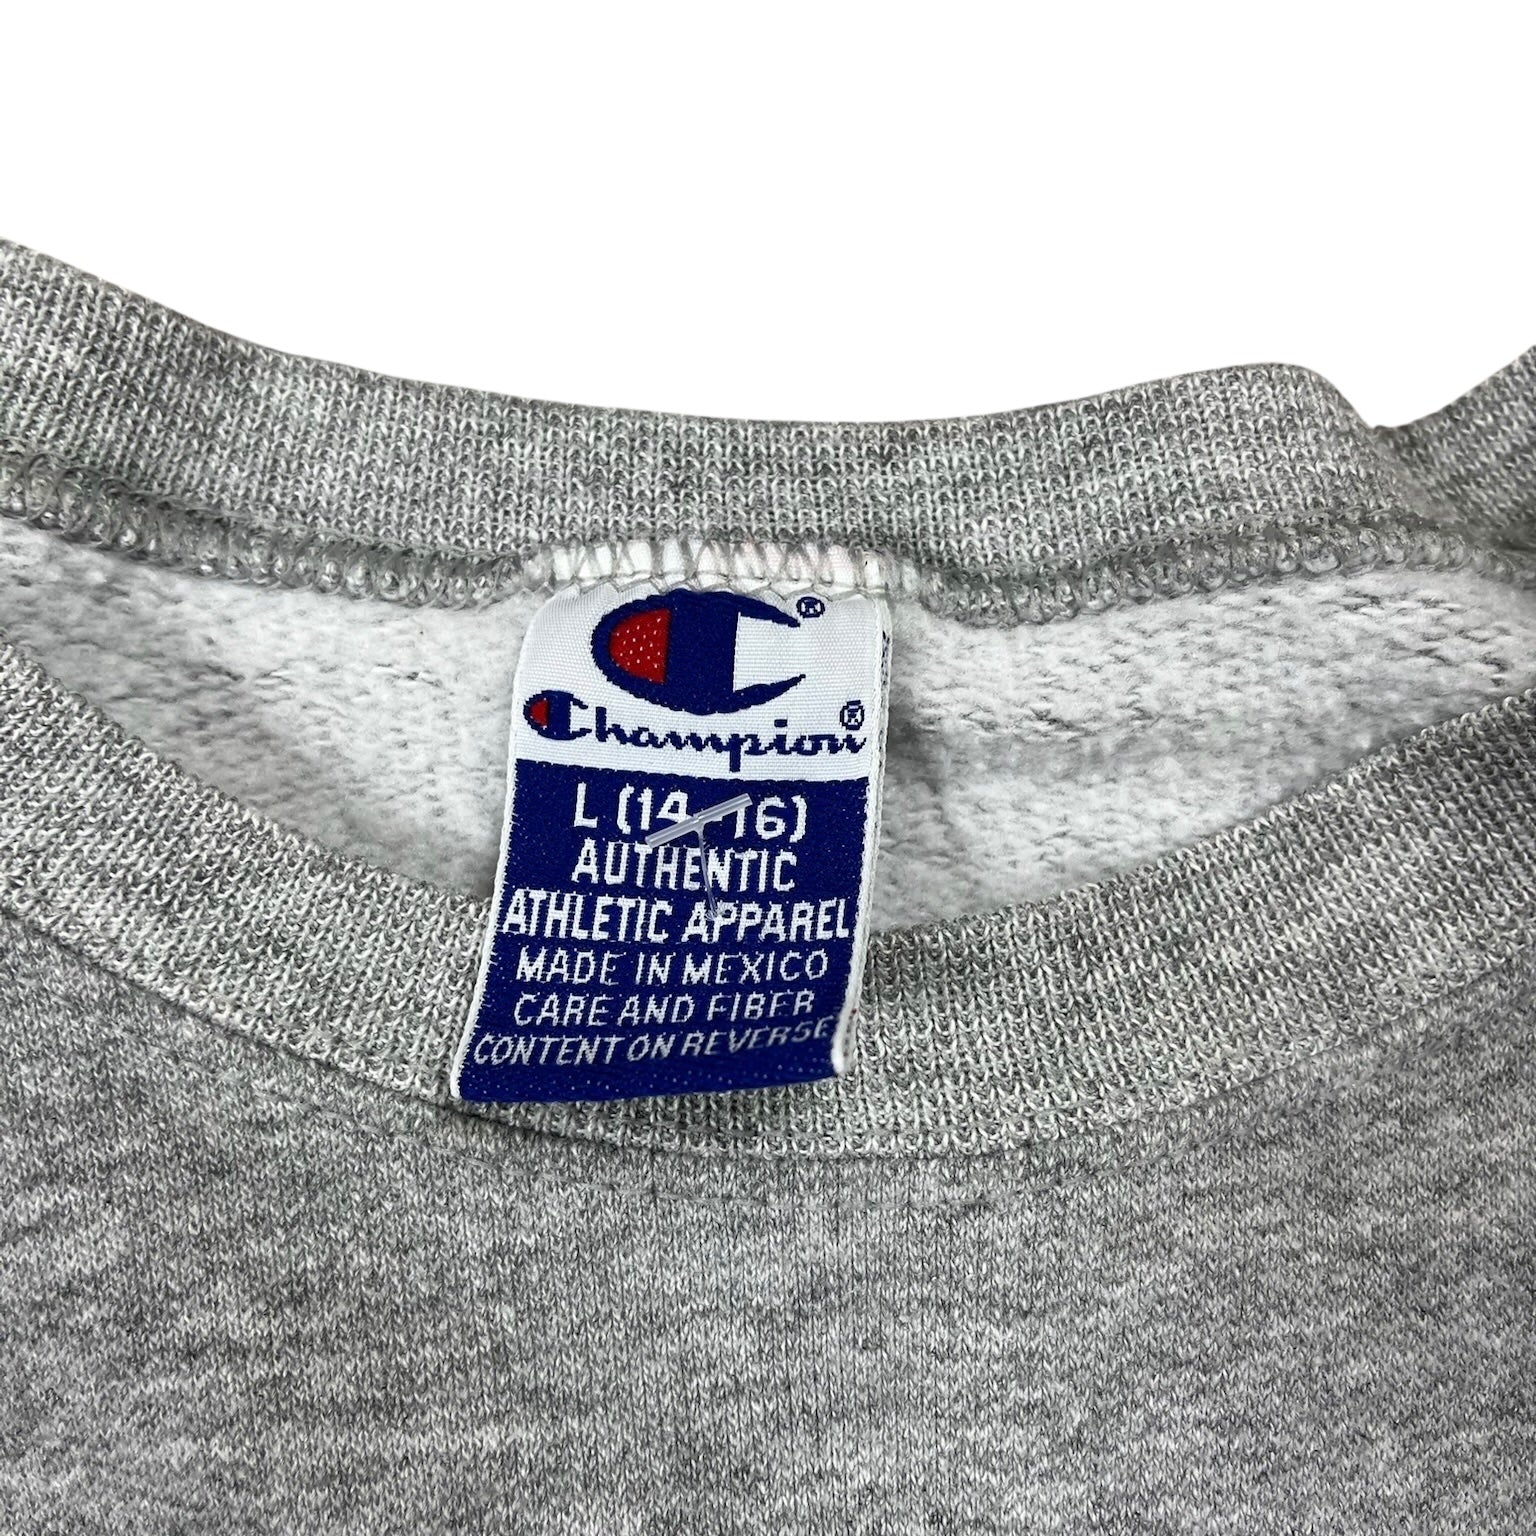 ®
Champion®
L (14-16)
AUTHENTIC
ATHLETIC APPAREL
MADE IN MEXICO
CARE AND FIBER
CONTENT ON REVERSE